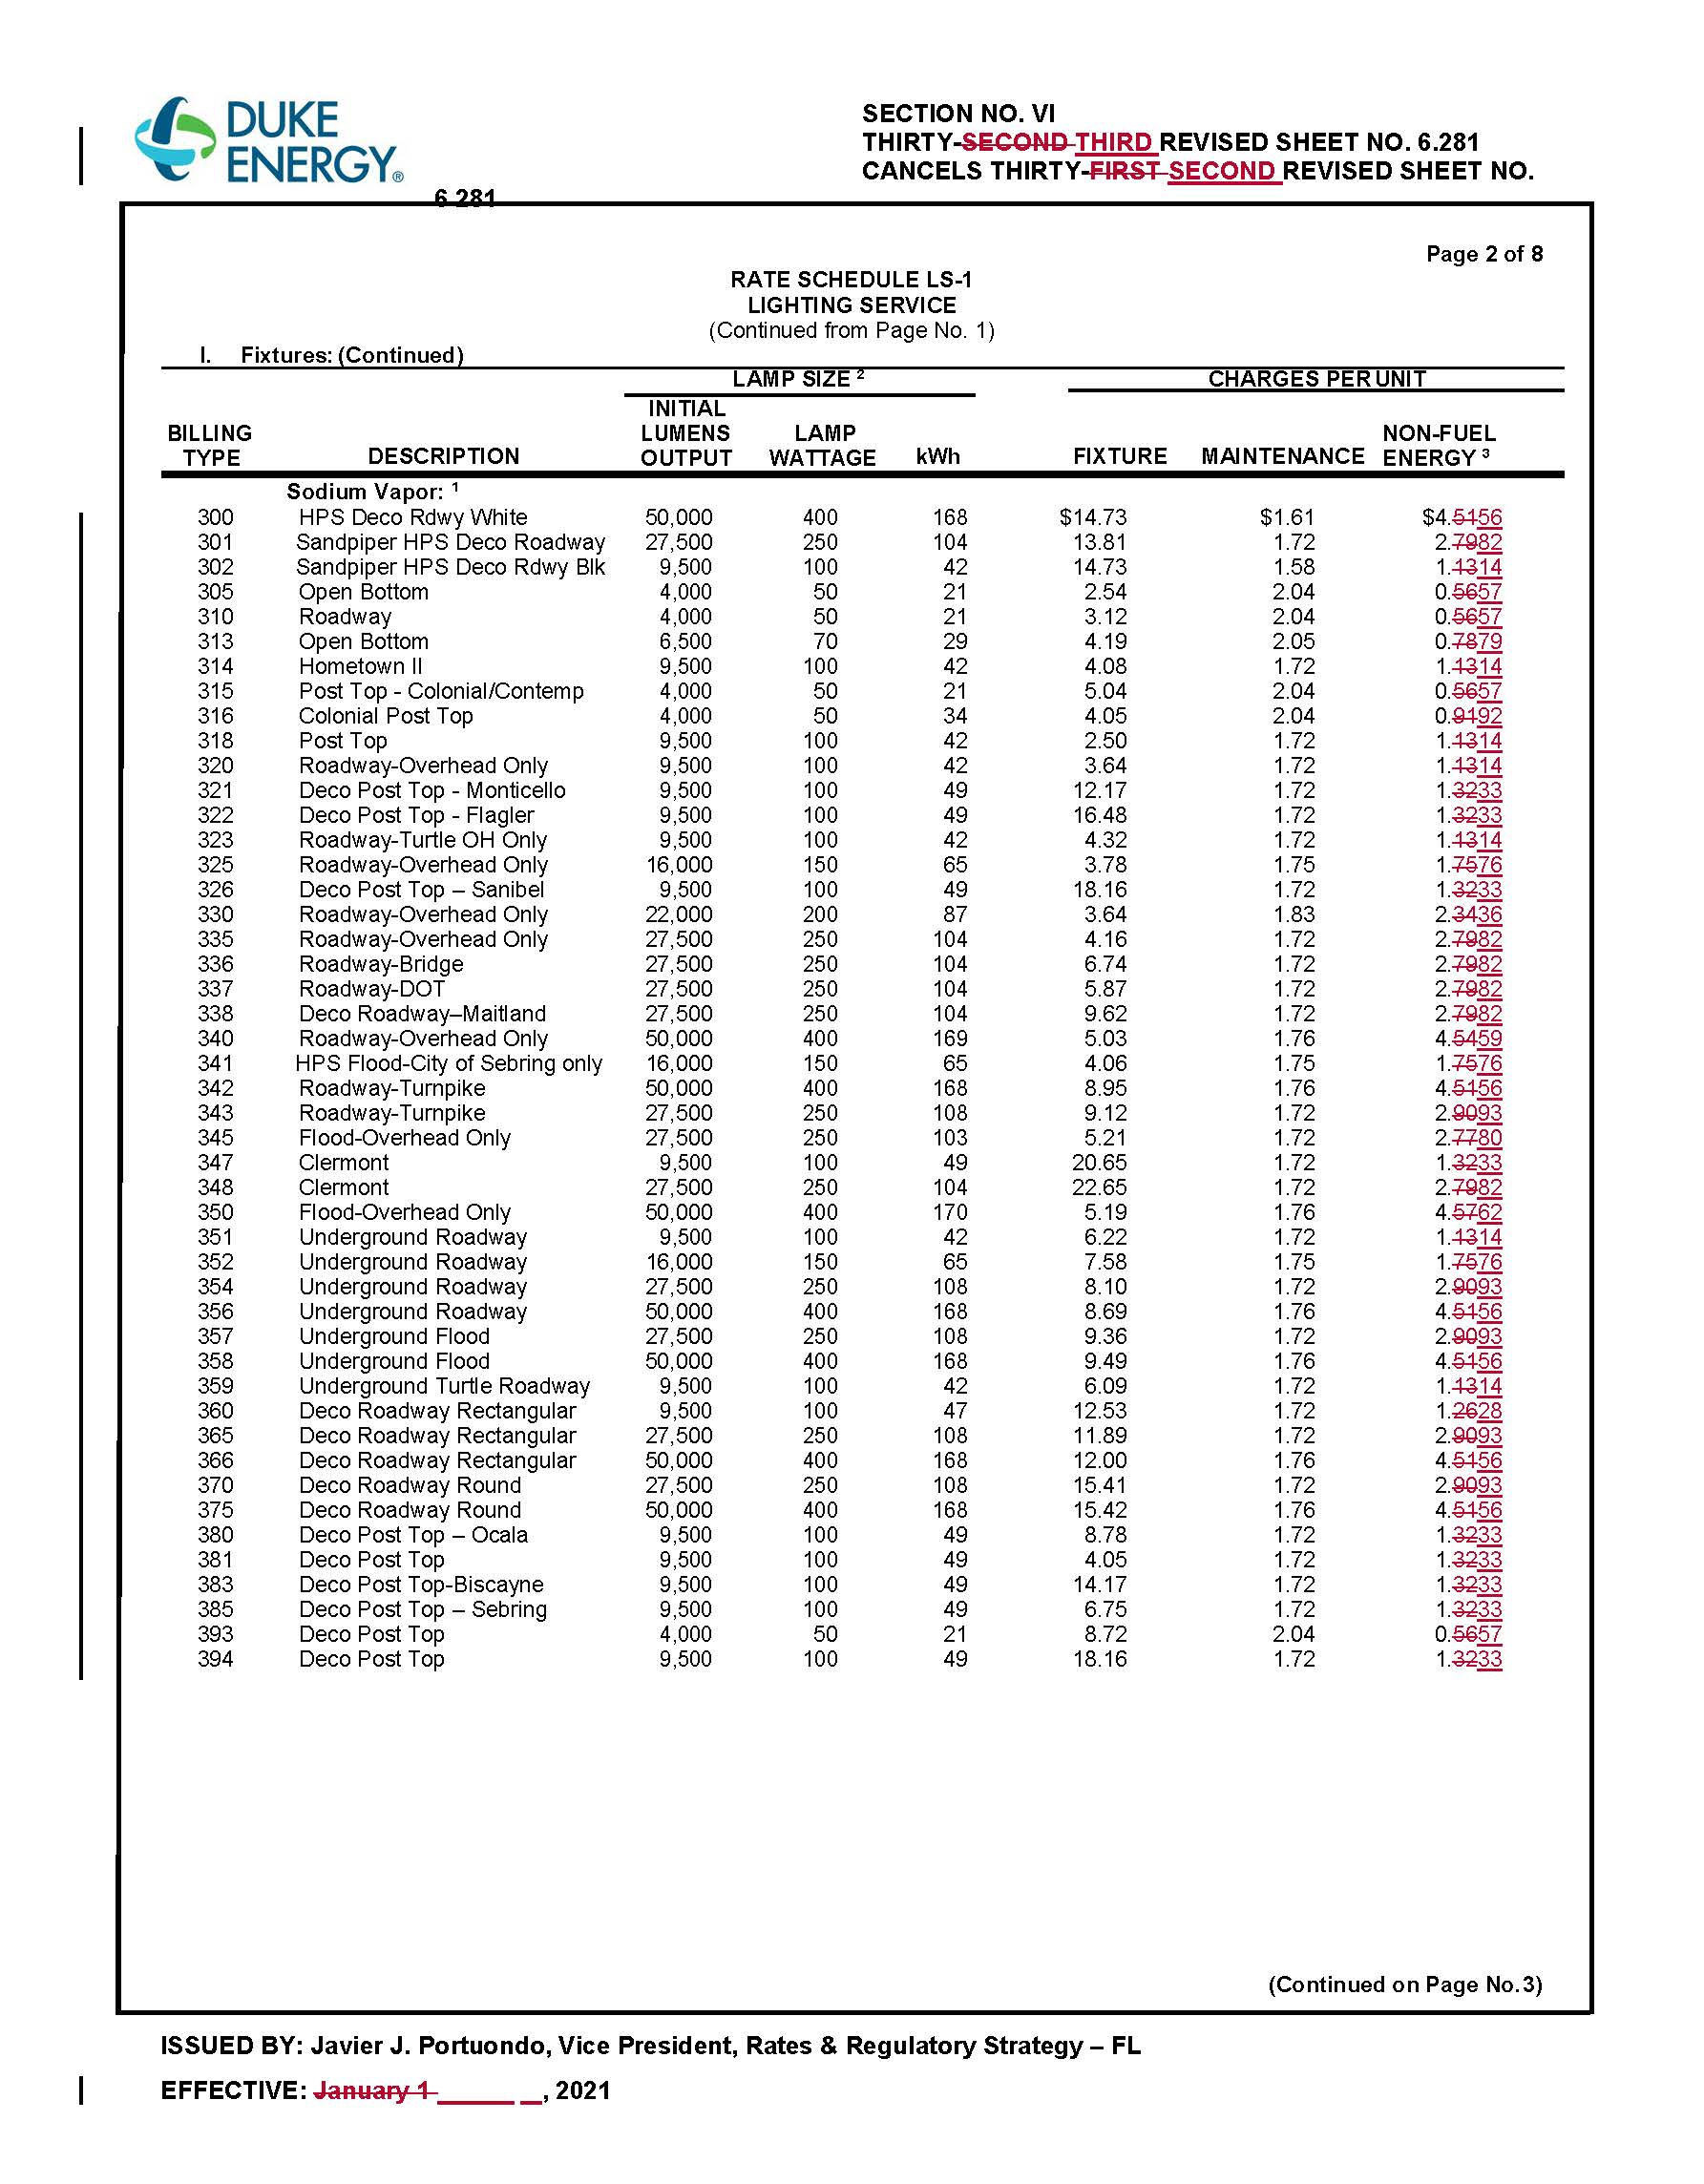 DUKE
ENERGY®
SECTION NO. VI
THIRTY-SECOND THIRD REVISED SHEET NO. 6.281
CANCELS THIRTY-FIRST SECOND REVISED SHEET NO.
6.281
Page 2 of 8
RATE SCHEDULE LS-1
LIGHTING SERVICE
(Continued from Page No. 1)
I. Fixtures: (Continued)
LAMP SIZE ² CHARGES PER UNIT
INITIAL
BILLING LUMENS LAMP NON-FUEL
TYPE DESCRIPTION OUTPUT WATTAGE kWh FIXTURE MAINTENANCE ENERGY ³
Sodium Vapor: ¹
300 HPS Deco Rdwy White 50,000 400 168 $14.73 $1.61 $4.5156
301 Sandpiper HPS Deco Roadway 27,500 250 104 13.81 1.72 2.7982
302 Sandpiper HPS Deco Rdwy Blk 9,500 100 42 14.73 1.58 1.1314
305 Open Bottom 4,000 50 21 2.54 2.04 0.5657
310 Roadway 4,000 50 21 3.12 2.04 0.5657
313 Open Bottom 6,500 70 29 4.19 2.05 0.7879
314 Hometown II 9,500 100 42 4.08 1.72 1.1314
315 Post Top - Colonial/Contemp 4,000 50 21 5.04 2.04 0.5657
316 Colonial Post Top 4,000 50 34 4.05 2.04 0.9192
318 Post Top 9,500 100 42 2.50 1.72 1.1314
320 Roadway-Overhead Only 9,500 100 42 3.64 1.72 1.1314
321 Deco Post Top - Monticello 9,500 100 49 12.17 1.72 1.3233
322 Deco Post Top - Flagler 9,500 100 49 16.48 1.72 1.3233
323 Roadway-Turtle OH Only 9,500 100 42 4.32 1.72 1.1314
325 Roadway-Overhead Only 16,000 150 65 3.78 1.75 1.7576
326 Deco Post Top – Sanibel 9,500 100 49 18.16 1.72 1.3233
330 Roadway-Overhead Only 22,000 200 87 3.64 1.83 2.3436
335 Roadway-Overhead Only 27,500 250 104 4.16 1.72 2.7982
336 Roadway-Bridge 27,500 250 104 6.74 1.72 2.7982
337 Roadway-DOT 27,500 250 104 5.87 1.72 2.7982
338 Deco Roadway–Maitland 27,500 250 104 9.62 1.72 2.7982
340 Roadway-Overhead Only 50,000 400 169 5.03 1.76 4.5459
341 HPS Flood-City of Sebring only 16,000 150 65 4.06 1.75 1.7576
342 Roadway-Turnpike 50,000 400 168 8.95 1.76 4.5156
343 Roadway-Turnpike 27,500 250 108 9.12 1.72 2.9093
345 Flood-Overhead Only 27,500 250 103 5.21 1.72 2.7780
347 Clermont 9,500 100 49 20.65 1.72 1.3233
348 Clermont 27,500 250 104 22.65 1.72 2.7982
350 Flood-Overhead Only 50,000 400 170 5.19 1.76 4.5762
351 Underground Roadway 9,500 100 42 6.22 1.72 1.1314
352 Underground Roadway 16,000 150 65 7.58 1.75 1.7576
354 Underground Roadway 27,500 250 108 8.10 1.72 2.9093
356 Underground Roadway 50,000 400 168 8.69 1.76 4.5156
357 Underground Flood 27,500 250 108 9.36 1.72 2.9093
358 Underground Flood 50,000 400 168 9.49 1.76 4.5156
359 Underground Turtle Roadway 9,500 100 42 6.09 1.72 1.1314
360 Deco Roadway Rectangular 9,500 100 47 12.53 1.72 1.2628
365 Deco Roadway Rectangular 27,500 250 108 11.89 1.72 2.9093
366 Deco Roadway Rectangular 50,000 400 168 12.00 1.76 4.5156
370 Deco Roadway Round 27,500 250 108 15.41 1.72 2.9093
375 Deco Roadway Round 50,000 400 168 15.42 1.76 4.5156
380 Deco Post Top – Ocala 9,500 100 49 8.78 1.72 1.3233
381 Deco Post Top 9,500 100 49 4.05 1.72 1.3233
383 Deco Post Top-Biscayne 9,500 100 49 14.17 1.72 1.3233
385 Deco Post Top – Sebring 9,500 100 49 6.75 1.72 1.3233
393 Deco Post Top 4,000 50 21 8.72 2.04 0.5657
394 Deco Post Top 9,500 100 49 18.16 1.72 1.3233
(Continued on Page No. 3)
ISSUED BY: Javier J. Portuondo, Vice President, Rates & Regulatory Strategy – FL
EFFECTIVE: January 1 ______ __, 2021